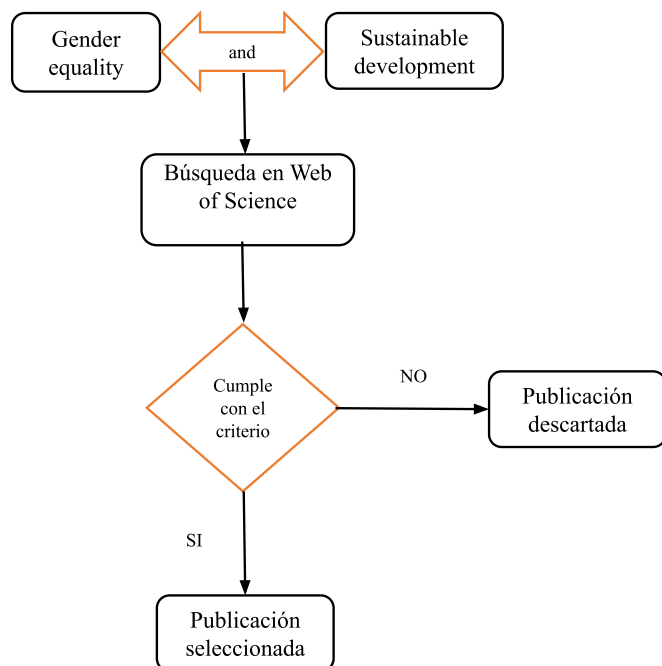 Gender
equality
and
Sustainable
development
Búsqueda en Web
of Science
Cumple
con el
criterio
NO
Publicación
descartada
SI
Publicación
seleccionada